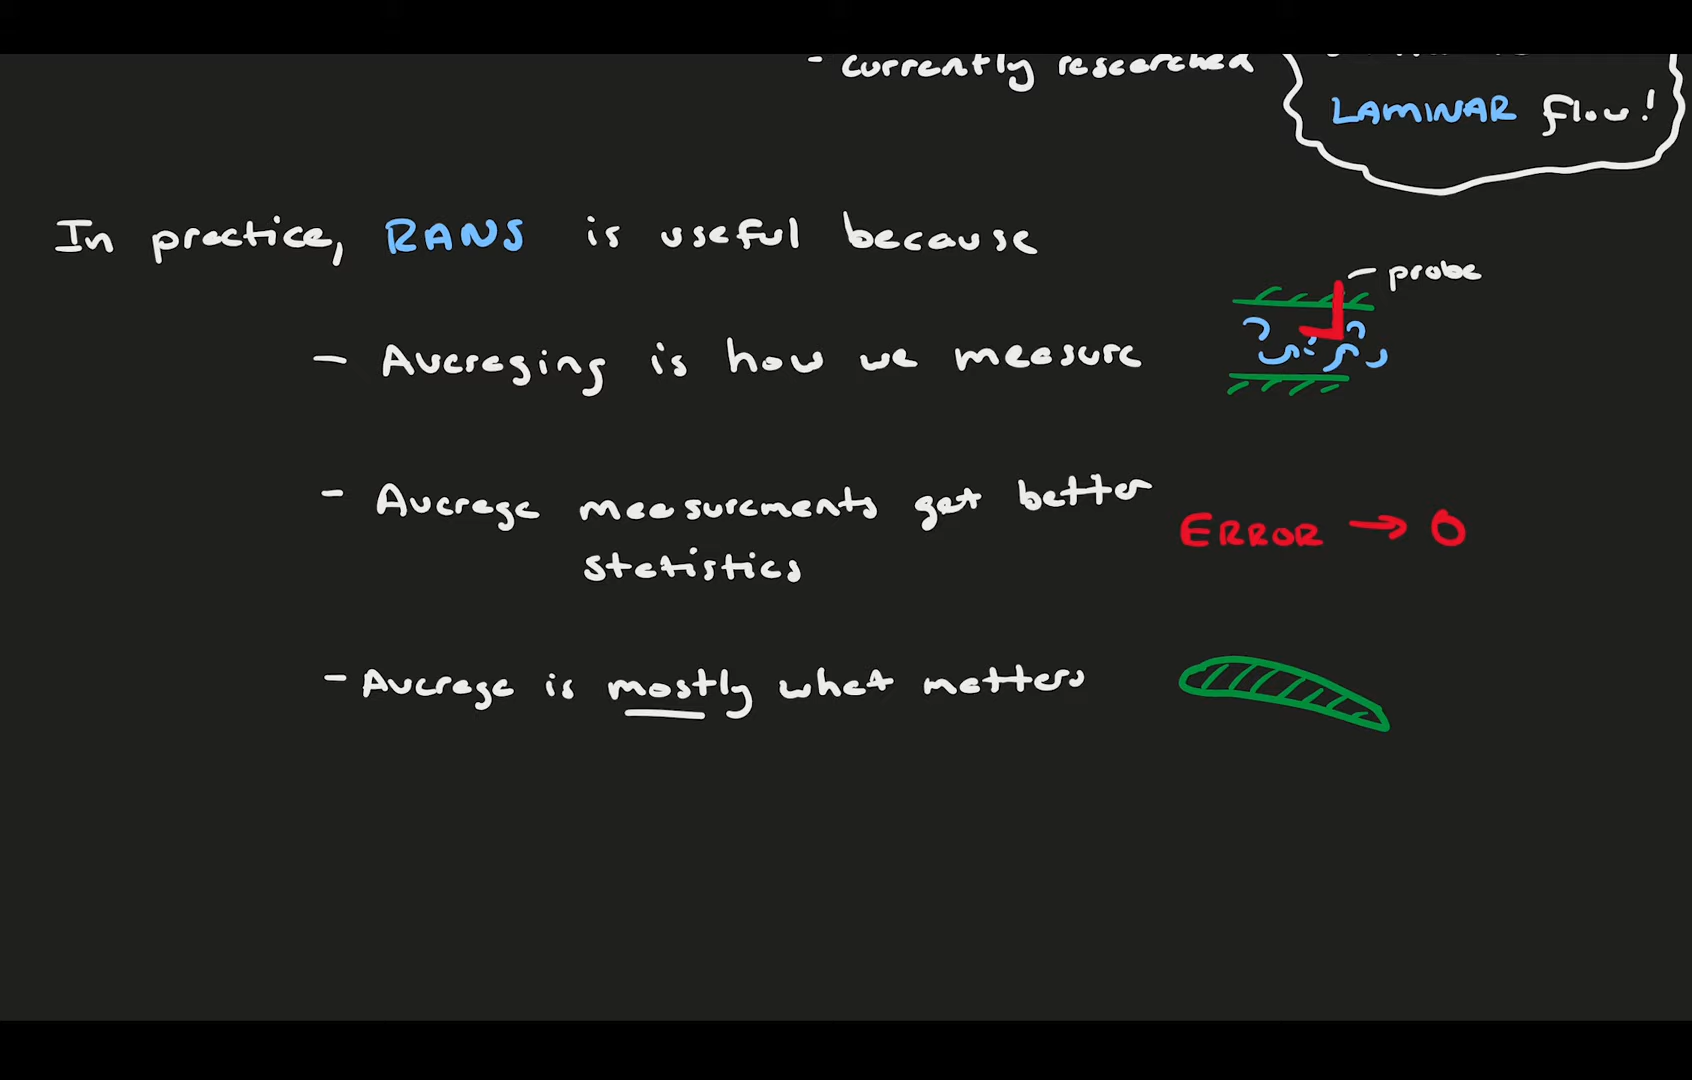 - currently researched
LAMINAR flow!
In practice, RANS is useful because
probe
- Averaging is how we measure
- Average measurements get better
statistics
ERROR → 0
- Average is mostly what matters